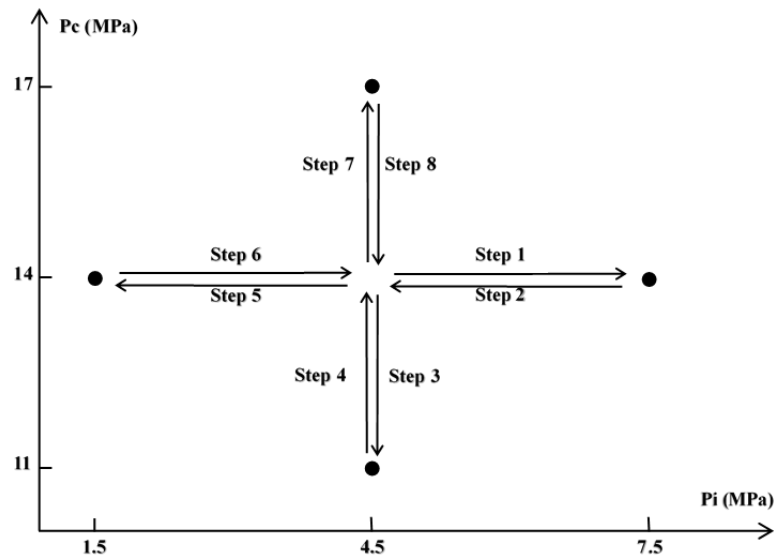 Pc (MPa)
17
Step 7
Step 8
Step 6
Step 1
14
Step 5
Step 2
Step 4
Step 3
11
Pi (MPa)
1.5
4.5
7.5